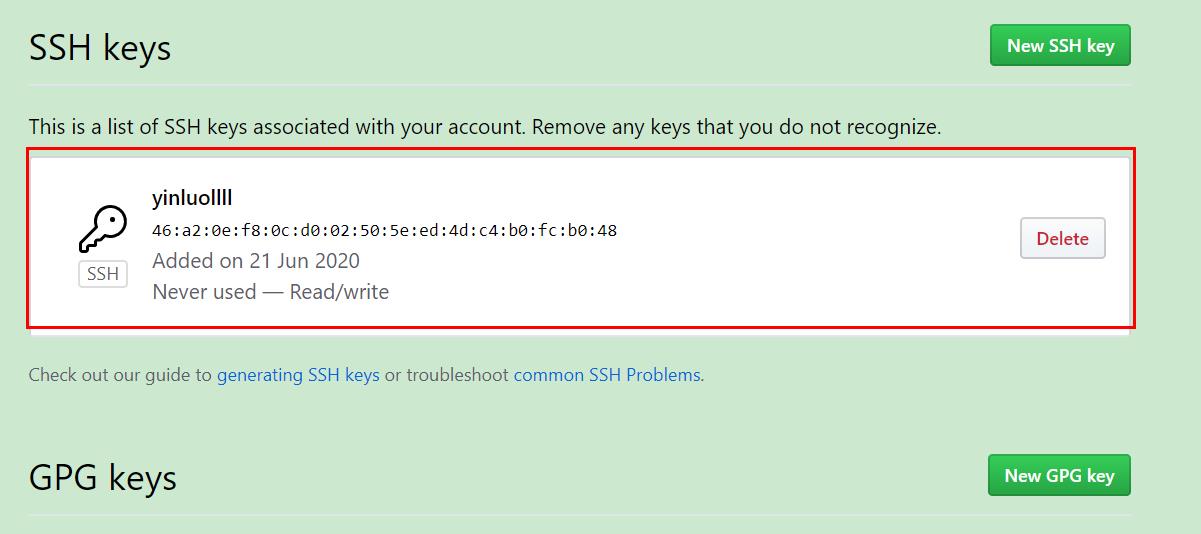 SSH keys
New SSH key
This is a list of SSH keys associated with your account. Remove any keys that you do not recognize.
yinluollll
46:a2:0e:f8:0c:d0:02:50:5e:ed:4d:c4:b0:fc:b0:48
Added on 21 Jun 2020
Never used — Read/write
SSH
Delete
Check out our guide to generating SSH keys or troubleshoot common SSH Problems.
GPG keys
New GPG key